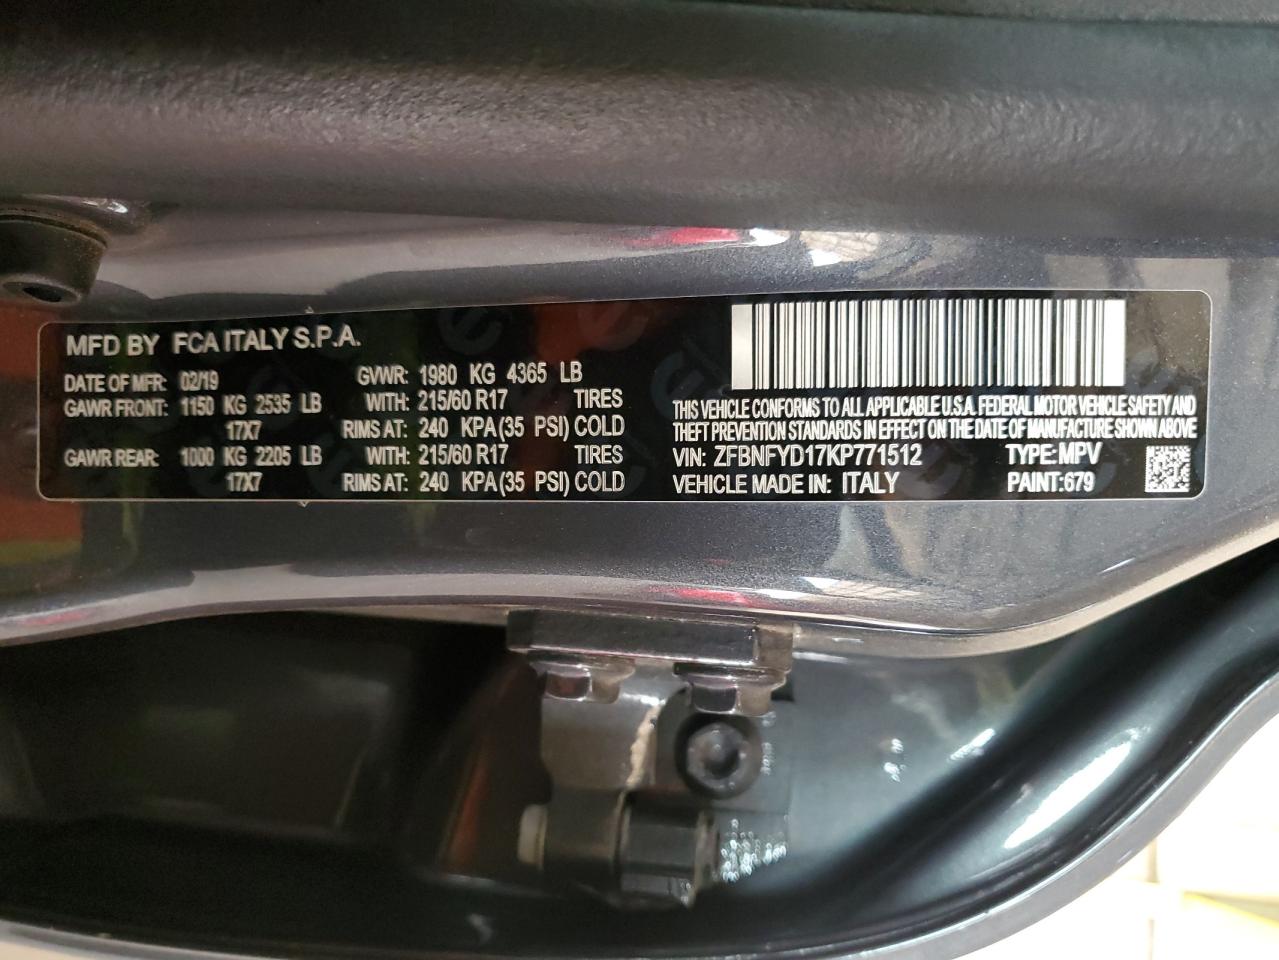 MFD BY FCA ITALY S.P.A.
DATE OF MFR: 02/19 GVWR: 1980 KG 4365 LB
GAWR FRONT: 1150 KG 2535 LB WITH: 215/60 R17 TIRES
17X7 RIMS AT: 240 KPA(35 PSI) COLD
GAWR REAR: 1000 KG 2205 LB WITH: 215/60 R17 TIRES
17X7 RIMS AT: 240 KPA(35 PSI) COLD
THIS VEHICLE CONFORMS TO ALL APPLICABLE U.S.A. FEDERAL MOTOR VEHICLE SAFETY AND
THEFT PREVENTION STANDARDS IN EFFECT ON THE DATE OF MANUFACTURE SHOWN ABOVE
VIN: ZFBNFYD17KP771512 TYPE:MPV
VEHICLE MADE IN: ITALY PAINT:679